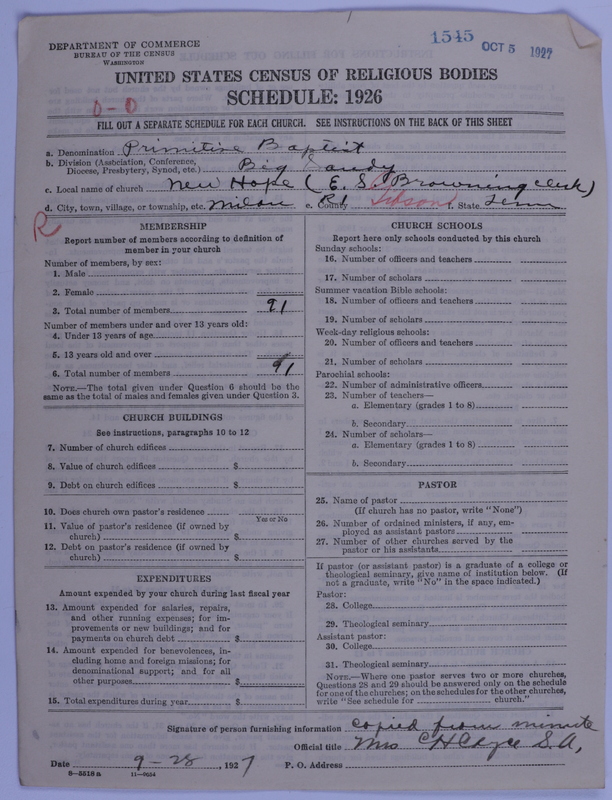 1545 OCT 5 1927
DEPARTMENT OF COMMERCE
BUREAU OF THE CENSUS
WASHINGTON
UNITED STATES CENSUS OF RELIGIOUS BODIES
SCHEDULE: 1926
0-0
FILL OUT A SEPARATE SCHEDULE FOR EACH CHURCH. SEE INSTRUCTIONS ON THE BACK OF THIS SHEET
a. Denomination Primitive Baptist
b. Division (Association, Conference, Diocese, Presbytery, Synod, etc.) Big Sandy
c. Local name of church New Hope (E. S. Browning clerk)
d. City, town, village, or township, etc. Milan e. County R1 Gibson f. State Tenn
R
MEMBERSHIP
Report number of members according to definition of
member in your church
Number of members, by sex:
1. Male
2. Female
3. Total number of members 91
Number of members under and over 13 years old:
4. Under 13 years of age
5. 13 years old and over
6. Total number of members 91
NOTE.—The total given under Question 6 should be the
same as the total of males and females given under Question 3.
CHURCH BUILDINGS
See instructions, paragraphs 10 to 12
7. Number of church edifices
8. Value of church edifices $
9. Debt on church edifices $
10. Does church own pastor's residence
Yes or No
11. Value of pastor's residence (if owned by
church) $
12. Debt on pastor's residence (if owned by
church) $
EXPENDITURES
Amount expended by your church during last fiscal year
13. Amount expended for salaries, repairs,
and other running expenses; for im-
provements or new buildings; and for
payments on church debt $
14. Amount expended for benevolences, in-
cluding home and foreign missions; for
denominational support; and for all
other purposes $
15. Total expenditures during year $
CHURCH SCHOOLS
Report here only schools conducted by this church
Sunday schools:
16. Number of officers and teachers
17. Number of scholars
Summer vacation Bible schools:
18. Number of officers and teachers
19. Number of scholars
Week-day religious schools:
20. Number of officers and teachers
21. Number of scholars
Parochial schools:
22. Number of administrative officers
23. Number of teachers—
a. Elementary (grades 1 to 8)
b. Secondary
24. Number of scholars—
a. Elementary (grades 1 to 8)
b. Secondary
PASTOR
25. Name of pastor
(If church has no pastor, write "None")
26. Number of ordained ministers, if any, em-
ployed as assistant pastors
27. Number of other churches served by the
pastor or his assistants
If pastor (or assistant pastor) is a graduate of a college or
theological seminary, give name of institution below. (If
not a graduate, write "No" in the space indicated.)
Pastor:
28. College
29. Theological seminary
Assistant pastor:
30. College
31. Theological seminary
NOTE.—Where one pastor serves two or more churches,
Questions 28 and 29 should be answered only on the schedule
for one of the churches; on the schedules for the other churches,
write "See schedule for church."
Signature of person furnishing information copied from minute
Official title Mrs C H Cayce S. A,
Date 9-28, 1927 P. O. Address
8—5518 a 11—9654